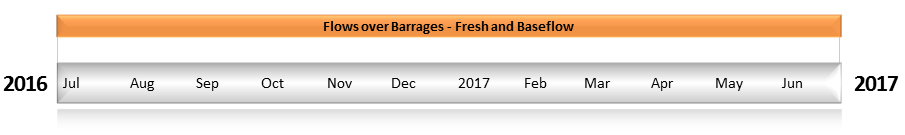 Flows over Barrages - Fresh and Baseflow
2016 Jul Aug Sep Oct Nov Dec 2017 Feb Mar Apr May Jun 2017